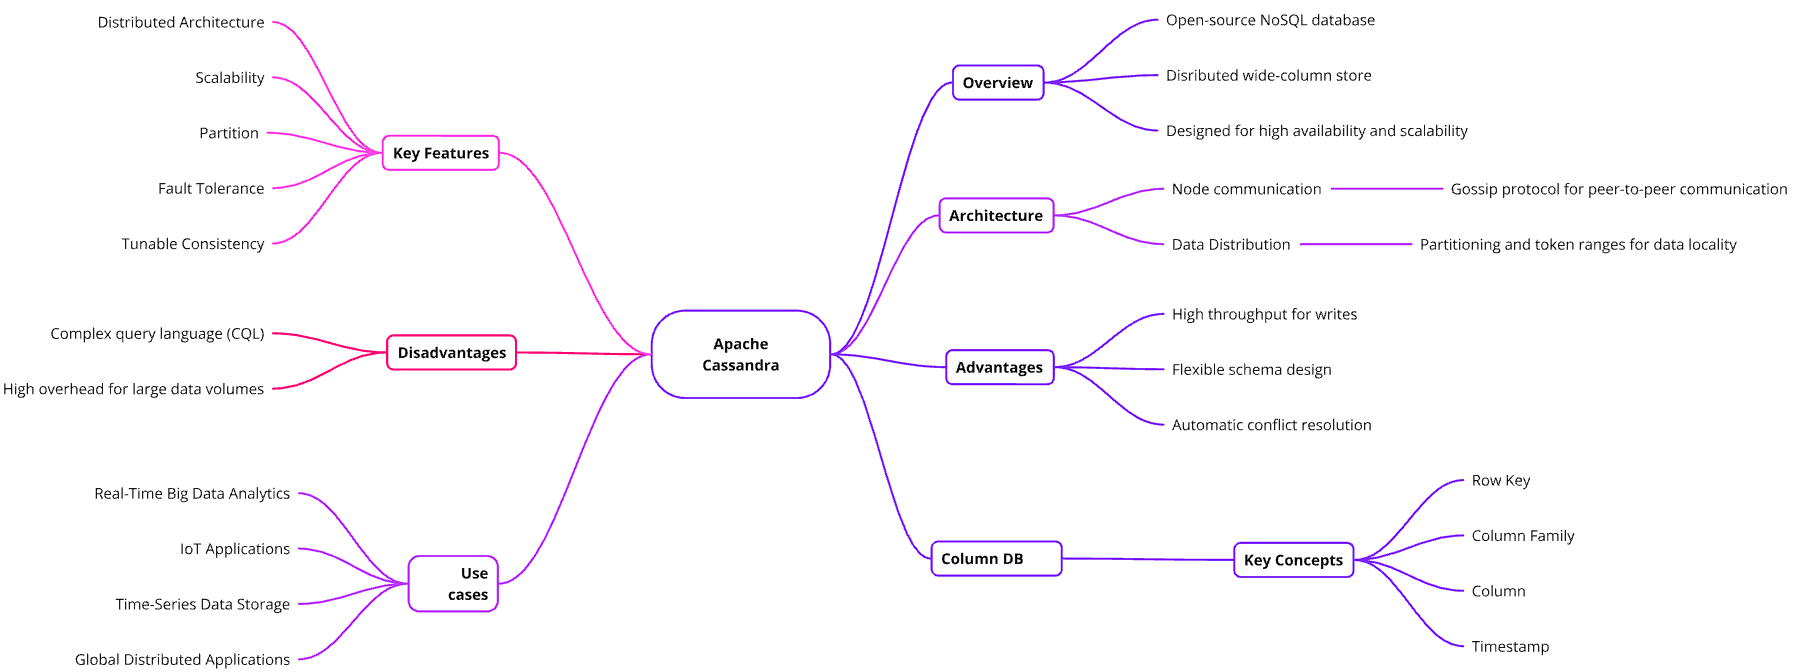 Apache
Cassandra
Key Features
Distributed Architecture
Scalability
Partition
Fault Tolerance
Tunable Consistency
Disadvantages
Complex query language (CQL)
High overhead for large data volumes
Use
cases
Real-Time Big Data Analytics
IoT Applications
Time-Series Data Storage
Global Distributed Applications
Overview
Open-source NoSQL database
Disributed wide-column store
Designed for high availability and scalability
Architecture
Node communication
Gossip protocol for peer-to-peer communication
Data Distribution
Partitioning and token ranges for data locality
Advantages
High throughput for writes
Flexible schema design
Automatic conflict resolution
Column DB
Key Concepts
Row Key
Column Family
Column
Timestamp